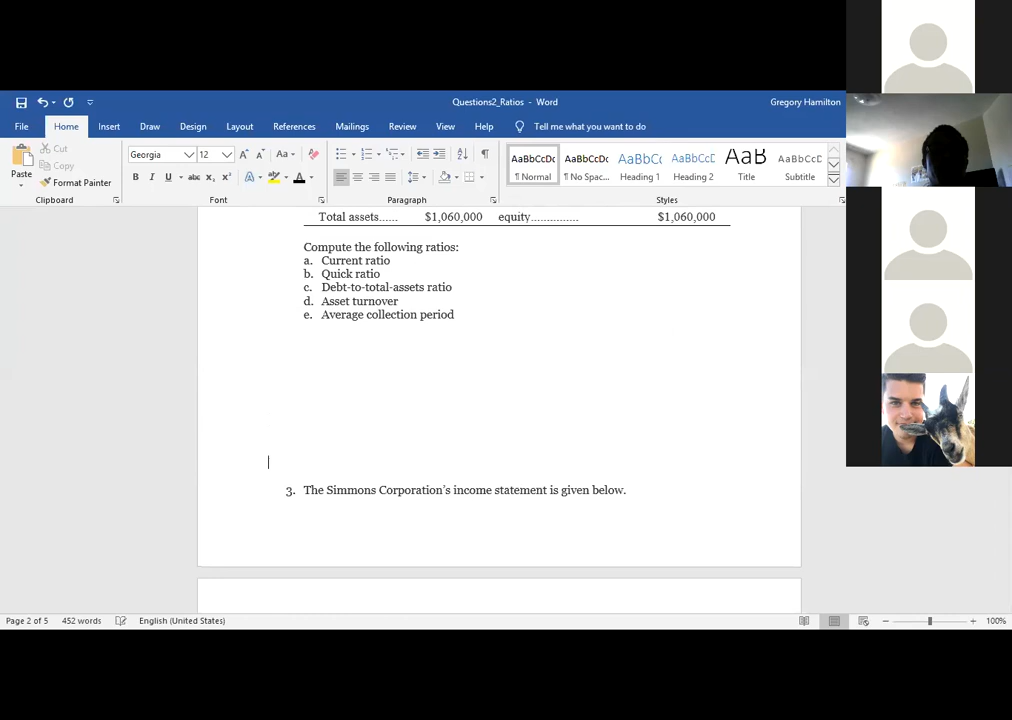 Questions2_Ratios - Word
Gregory Hamilton
File Home Insert Draw Design Layout References Mailings Review View Help Tell me what you want to do
Paste
Cut
Copy
Format Painter
Georgia 12
Clipboard Font Paragraph Styles
AaBbCcDc AaBbCcDc AaBbCc AaBbCcD AaB AaBbCcD
¶ Normal ¶ No Spac... Heading 1 Heading 2 Title Subtitle
Total assets...... $1,060,000 equity............... $1,060,000
Compute the following ratios:
a. Current ratio
b. Quick ratio
c. Debt-to-total-assets ratio
d. Asset turnover
e. Average collection period
3. The Simmons Corporation's income statement is given below.
Page 2 of 5 452 words English (United States) 100%